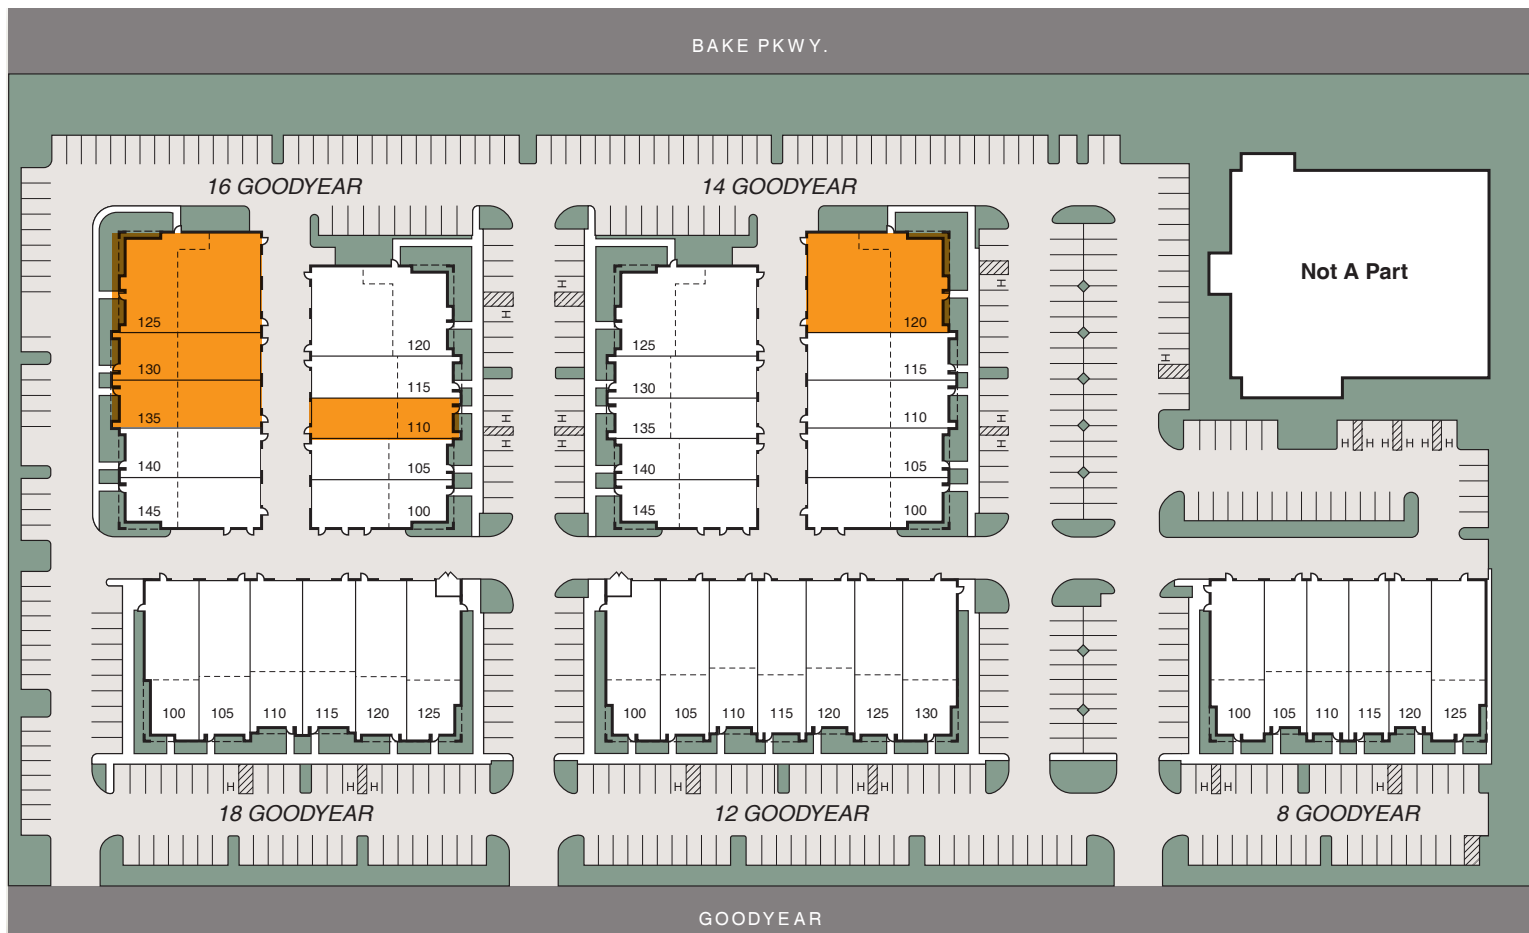 BAKE PKWY.
16 GOODYEAR
14 GOODYEAR
Not A Part
125
130
135
140
145
120
115
110
105
100
125
130
135
140
145
120
115
110
105
100
H
H
H
H
H
H
H
H
H
H
H
H
H H H H H H
100 105 110 115 120 125
100 105 110 115 120 125 130
100 105 110 115 120 125
H H
H H
H H H
18 GOODYEAR
12 GOODYEAR
8 GOODYEAR
GOODYEAR